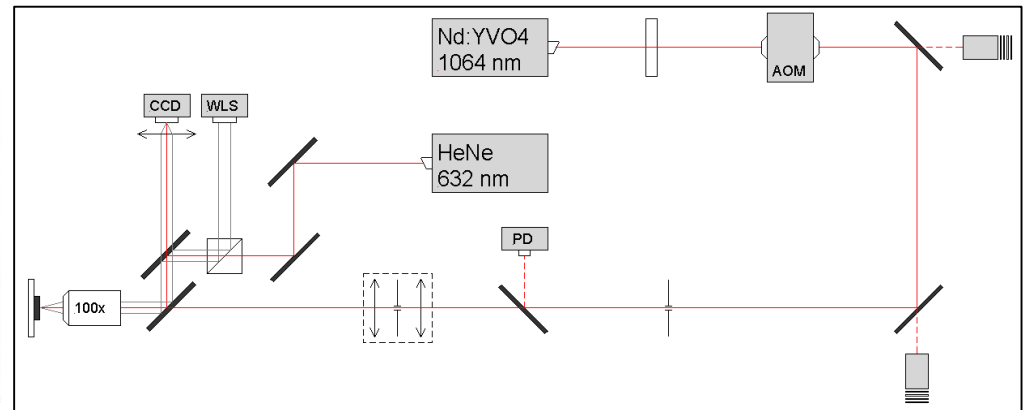 Nd:YVO4
1064 nm
AOM
CCD
WLS
HeNe
632 nm
PD
100x